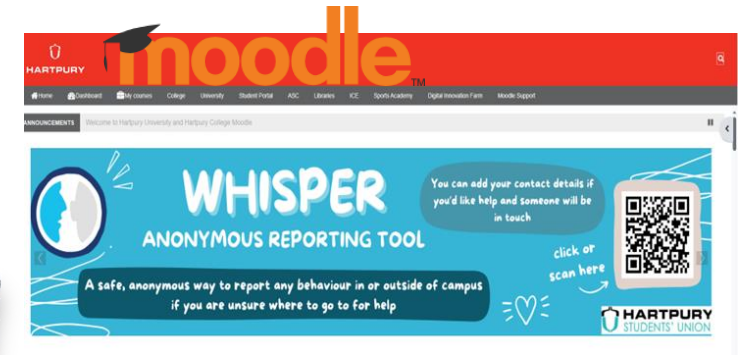 moodle
TM
HARTPURY
Home Dashboard My courses College University Student Portal ASC Libraries ICE Sports Academy Digital Innovation Farm Moodle Support
ANNOUNCEMENTS Welcome to Hartpury University and Hartpury College Moodle
WHISPER
ANONYMOUS REPORTING TOOL
You can add your contact details if
you'd like help and someone will be
in touch
click or
scan here
A safe, anonymous way to report any behaviour in or outside of campus
if you are unsure where to go to for help
HARTPURY
STUDENTS' UNION